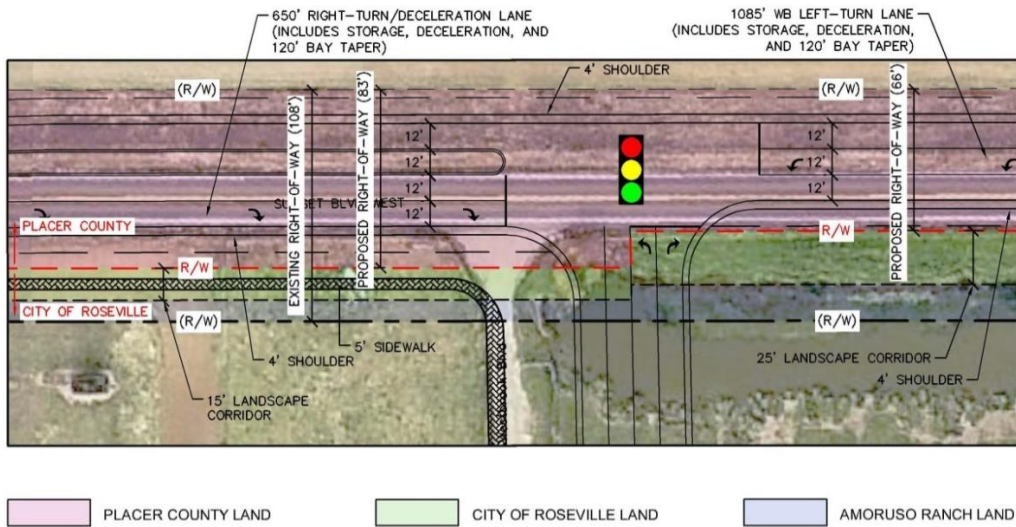 650' RIGHT-TURN/DECELERATION LANE
(INCLUDES STORAGE, DECELERATION, AND
120' BAY TAPER)
1085' WB LEFT-TURN LANE
(INCLUDES STORAGE, DECELERATION,
AND 120' BAY TAPER)
4' SHOULDER
(R/W)
(R/W)
EXISTING RIGHT-OF-WAY (108')
PROPOSED RIGHT-OF-WAY (83')
PROPOSED RIGHT-OF-WAY (66')
12'
12'
12'
12'
12'
12'
12'
SUNSET BLVD WEST
PLACER COUNTY
R/W
R/W
CITY OF ROSEVILLE
(R/W)
(R/W)
4' SHOULDER
5' SIDEWALK
25' LANDSCAPE CORRIDOR
4' SHOULDER
15' LANDSCAPE
CORRIDOR
PLACER COUNTY LAND
CITY OF ROSEVILLE LAND
AMORUSO RANCH LAND